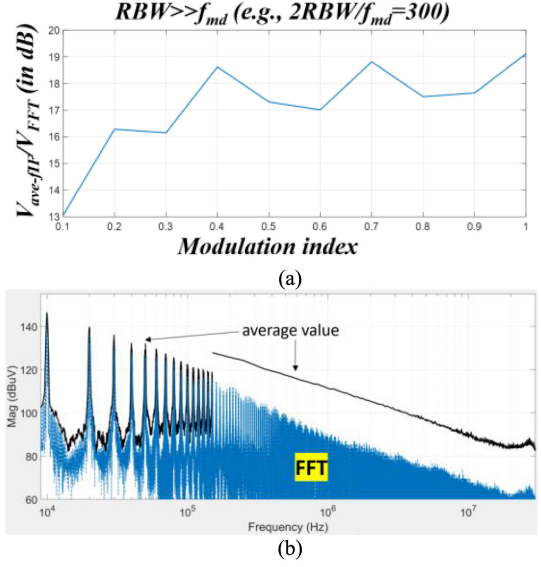 RBW>>fmd (e.g., 2RBW/fmd=300)
Vave-fIF/VFFT (in dB)
20
19
18
17
16
15
14
13
0.1 0.2 0.3 0.4 0.5 0.6 0.7 0.8 0.9 1
Modulation index
(a)
Mag (dBuV)
140
120
100
80
60
average value
FFT
10^4 10^5 10^6 10^7
Frequency (Hz)
(b)